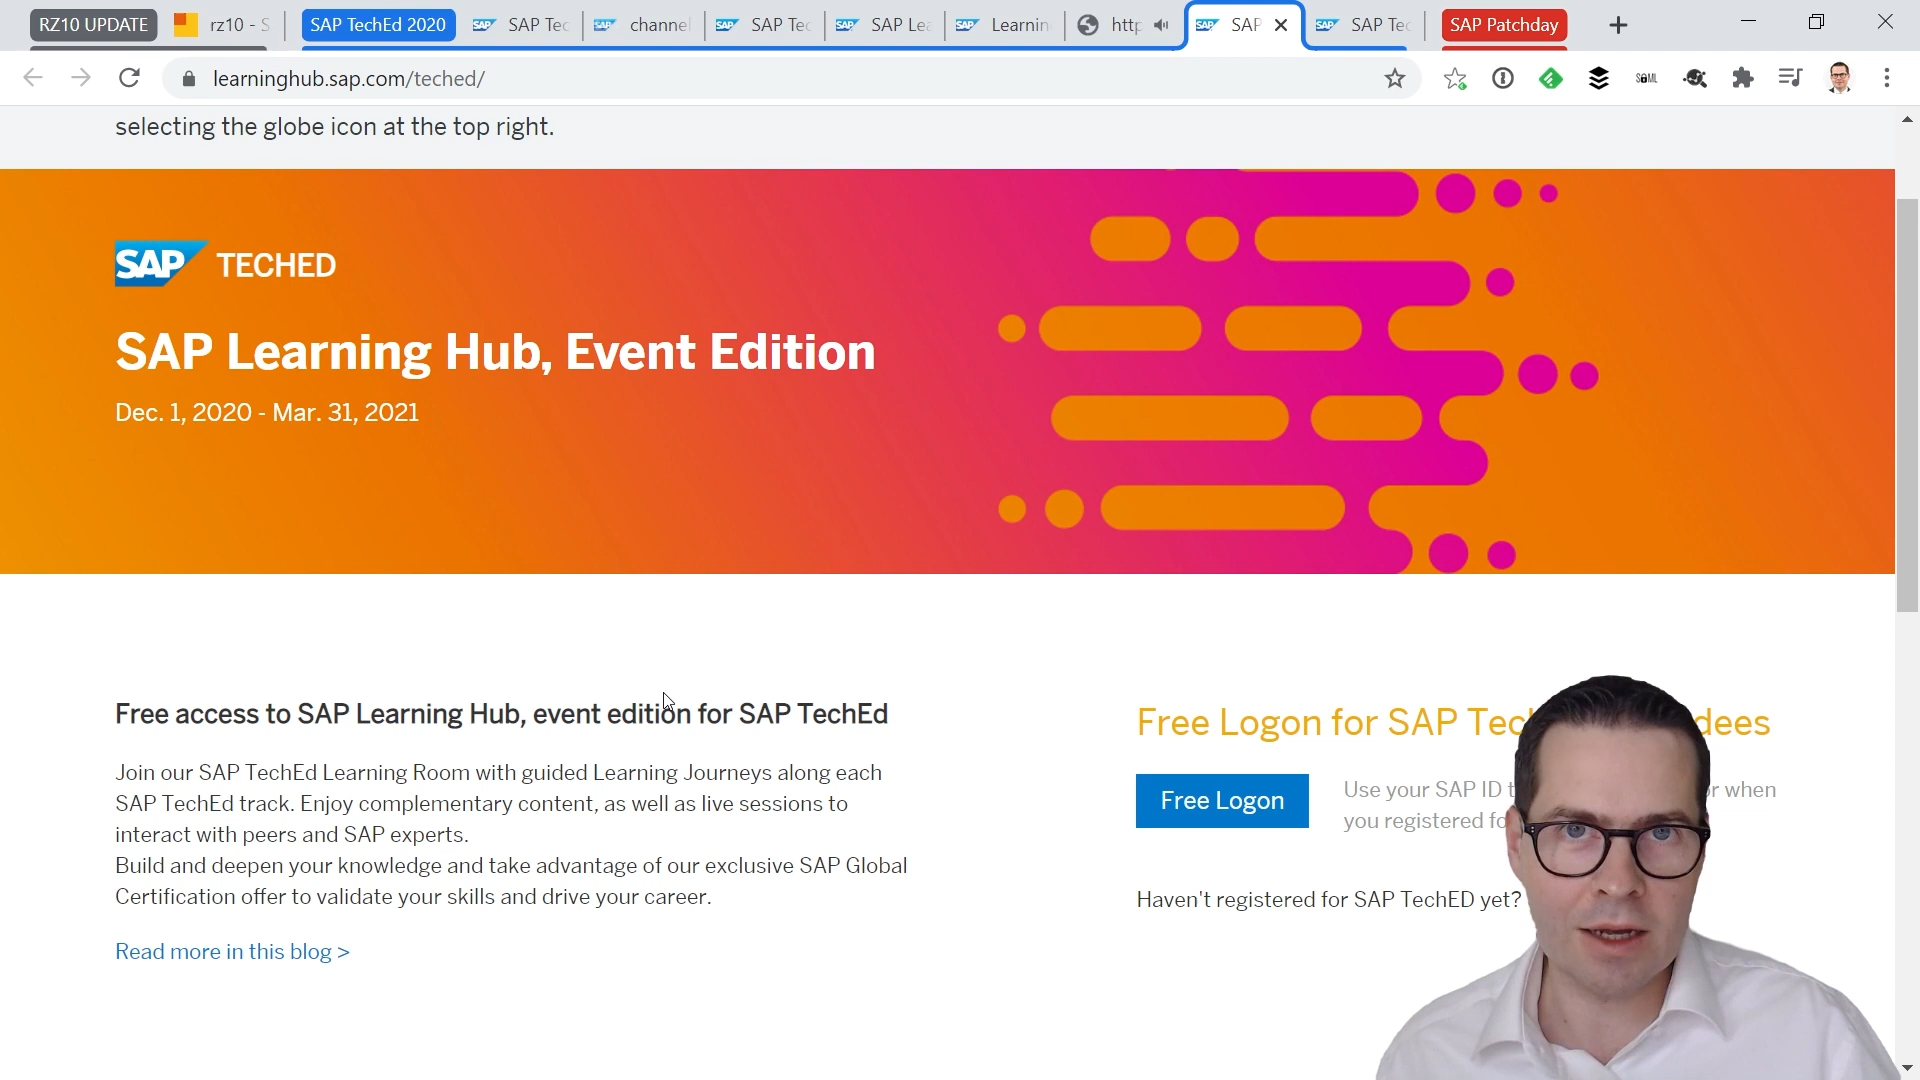 RZ10 UPDATE
rz10 - S
SAP TechEd 2020
SAP Tec
channel
SAP Tec
SAP Lea
Learnin
http
SAP
SAP Tec
SAP Patchday
learninghub.sap.com/teched/
selecting the globe icon at the top right.
SAP TECHED
SAP Learning Hub, Event Edition
Dec. 1, 2020 - Mar. 31, 2021
Free access to SAP Learning Hub, event edition for SAP TechEd
Join our SAP TechEd Learning Room with guided Learning Journeys along each
SAP TechEd track. Enjoy complementary content, as well as live sessions to
interact with peers and SAP experts.
Build and deepen your knowledge and take advantage of our exclusive SAP Global
Certification offer to validate your skills and drive your career.
Read more in this blog >
Free Logon for SAP Tec dees
Free Logon
Use your SAP ID t r when
you registered fo
Haven't registered for SAP TechED yet?